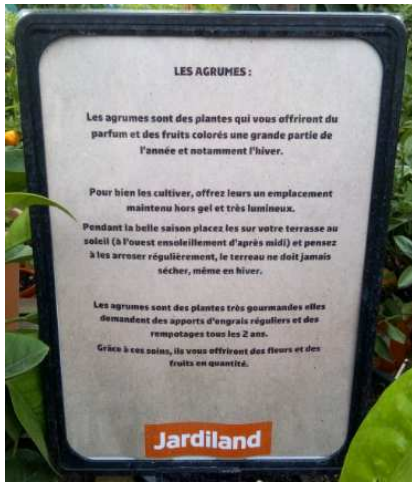 LES AGRUMES :
Les agrumes sont des plantes qui vous offriront du
parfum et des fruits colorés une grande partie de
l'année et notamment l'hiver.
Pour bien les cultiver, offrez leurs un emplacement
maintenu hors gel et très lumineux.
Pendant la belle saison placez les sur votre terrasse au
soleil (à l'ouest ensoleillement d'après midi) et pensez
à les arroser régulièrement, le terreau ne doit jamais
sécher, même en hiver.
Les agrumes sont des plantes très gourmandes elles
demandent des apports d'engrais réguliers et des
rempotages tous les 2 ans.
Grâce à ces soins, ils vous offriront des fleurs et des
fruits en quantité.
Jardiland